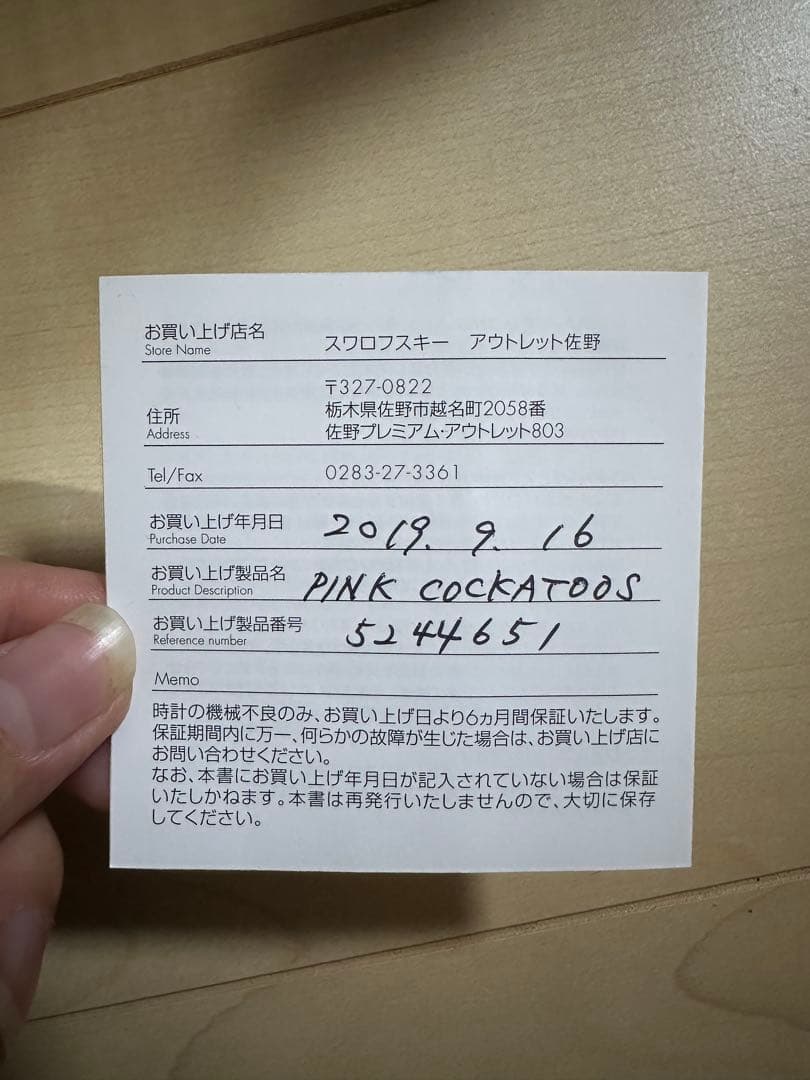 お買い上げ店名
Store Name
スワロフスキー　アウトレット佐野
〒327-0822
住所
Address
栃木県佐野市越名町2058番
佐野プレミアム・アウトレット803
Tel/Fax
0283-27-3361
お買い上げ年月日
Purchase Date
2019. 9. 16
お買い上げ製品名
Product Description
PINK COCKATOOS
お買い上げ製品番号
Reference number
5244651
Memo
時計の機械不良のみ、お買い上げ日より6ヵ月間保証いたします。
保証期間内に万一、何らかの故障が生じた場合は、お買い上げ店に
お問い合わせください。
なお、本書にお買い上げ年月日が記入されていない場合は保証
いたしかねます。本書は再発行いたしませんので、大切に保存
してください。